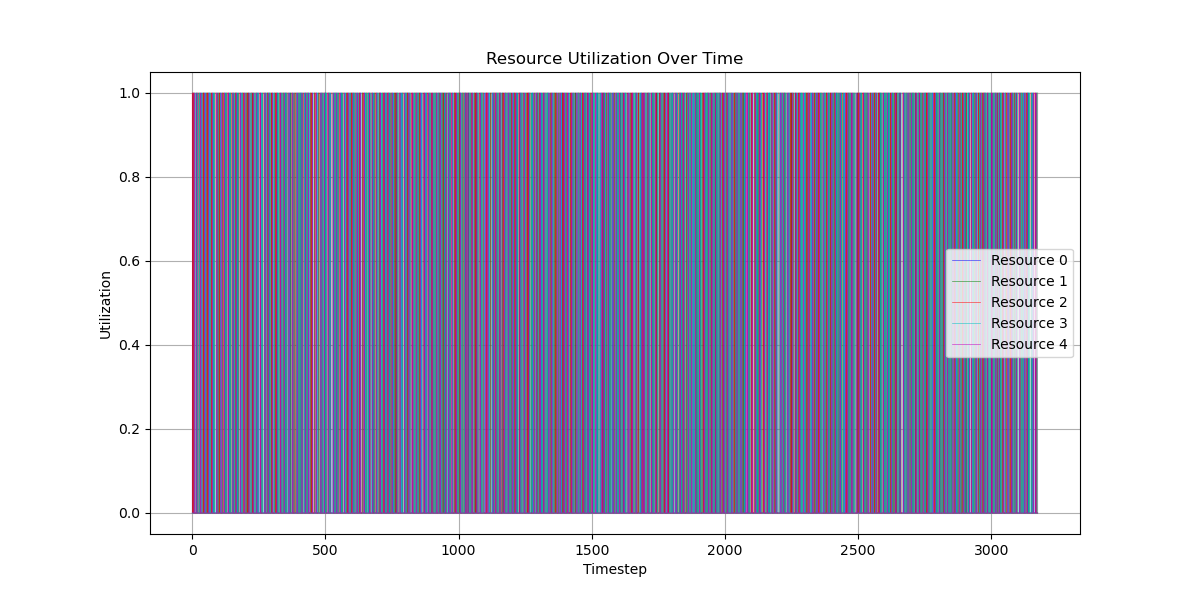 Resource Utilization Over Time
Utilization
1.0
0.8
0.6
0.4
0.2
0.0
Resource 0
Resource 1
Resource 2
Resource 3
Resource 4
0 500 1000 1500 2000 2500 3000
Timestep